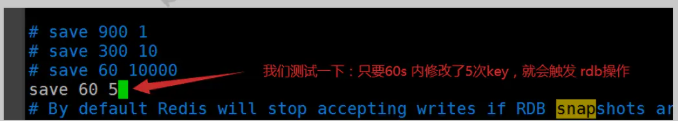 # save 900 1
# save 300 10
# save 60 10000
我们测试一下：只要60s 内修改了5次key，就会触发 rdb操作
save 60 5
# By default Redis will stop accepting writes if RDB snapshots ar